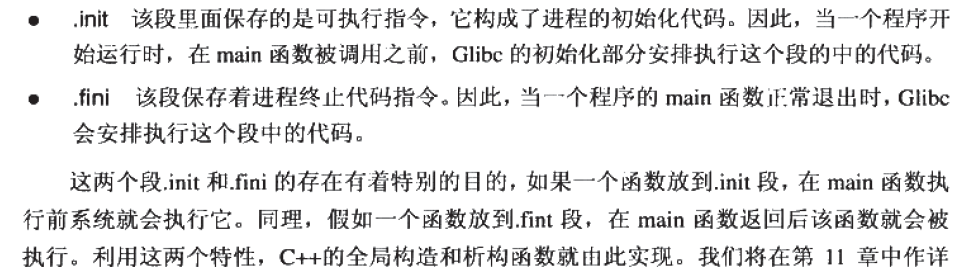 ● .init 该段里面保存的是可执行指令，它构成了进程的初始化代码。因此，当一个程序开
始运行时，在 main 函数被调用之前，Glibc 的初始化部分安排执行这个段的中的代码。
● .fini 该段保存着进程终止代码指令。因此，当一个程序的 main 函数正常退出时，Glibc
会安排执行这个段中的代码。
这两个段.init 和.fini 的存在有着特别的目的，如果一个函数放到.init 段，在 main 函数执
行前系统就会执行它。同理，假如一个函数放到.fint 段，在 main 函数返回后该函数就会被
执行。利用这两个特性，C++的全局构造和析构函数就由此实现。我们将在第 11 章中作详